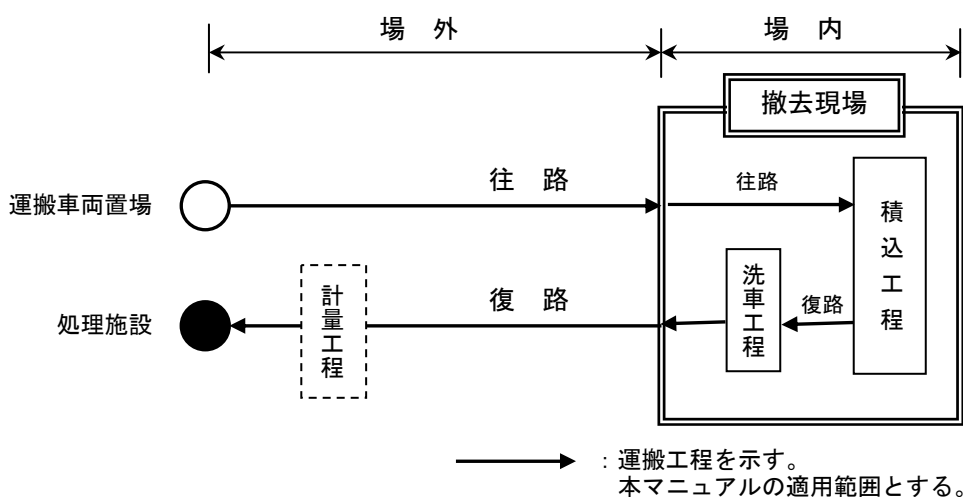 場 外
場 内
撤去現場
往 路
往路
運搬車両置場
積込工程
洗車工程
計量工程
復 路
復路
処理施設
：運搬工程を示す。
本マニュアルの適用範囲とする。